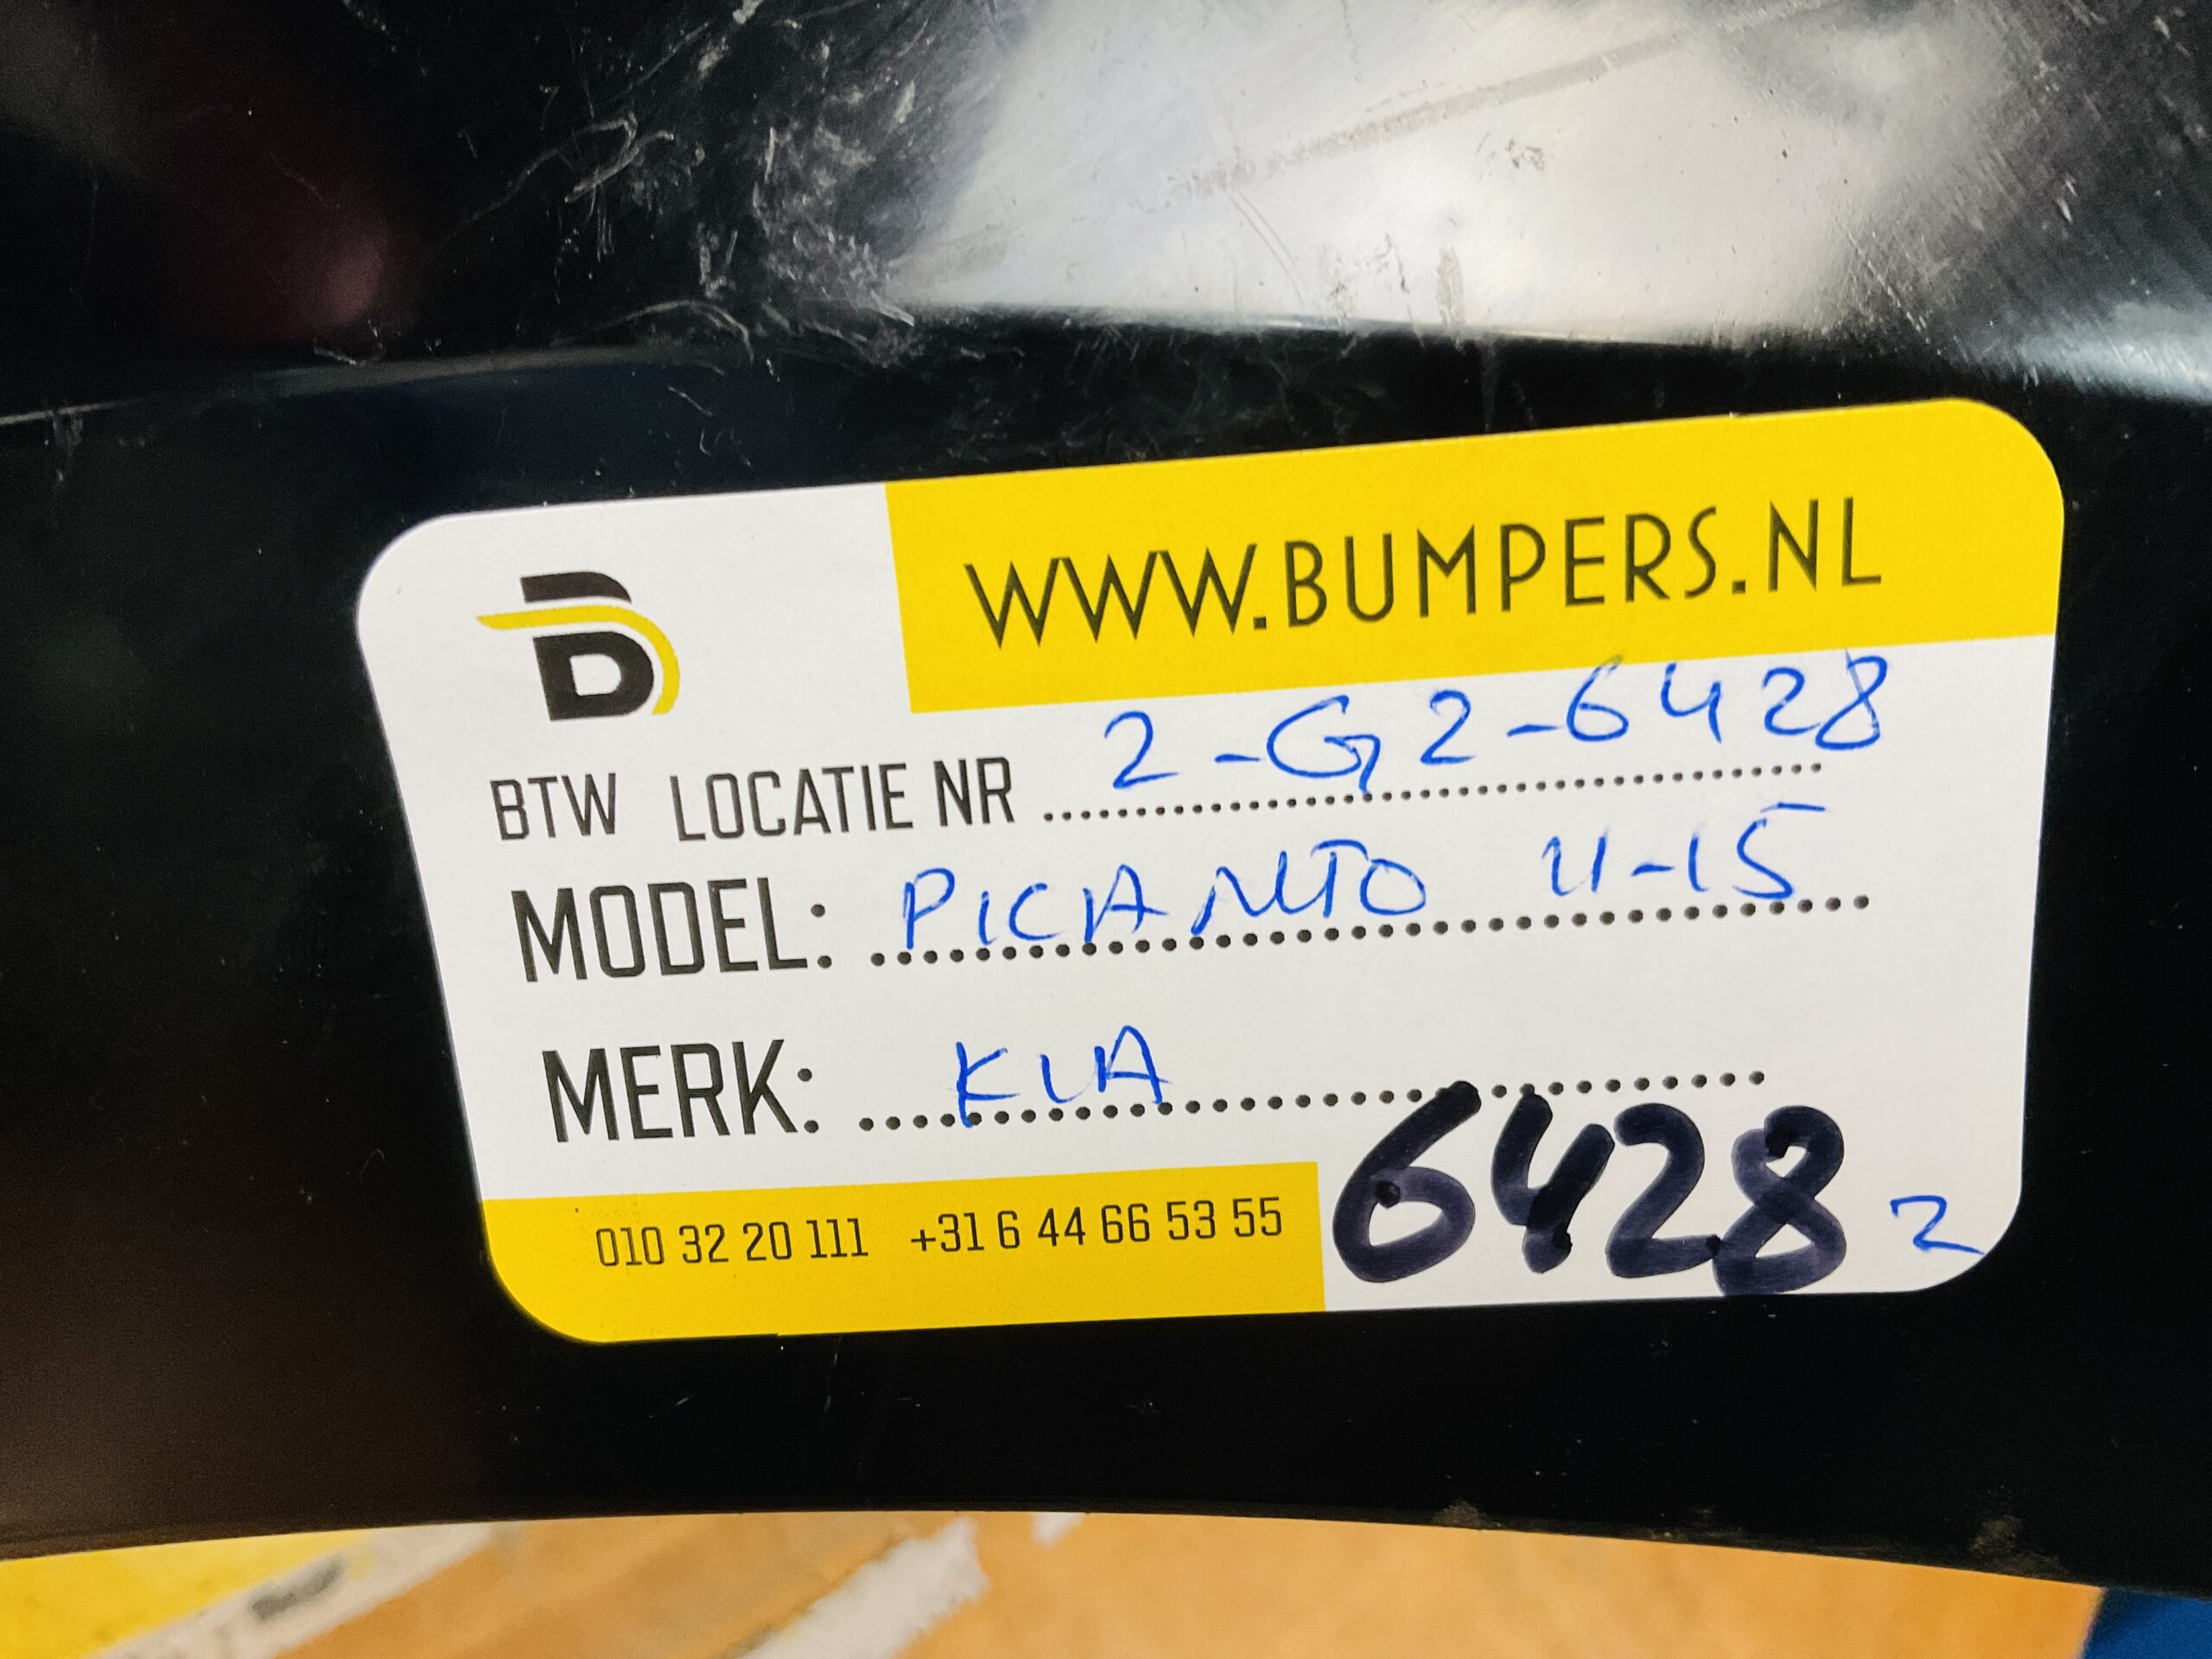 WWW.BUMPERS.NL
B
BTW LOCATIE NR 2-G2-6428
MODEL: PICANTO 11-15
MERK: KIA
010 32 20 111 +31 6 44 66 53 55 6428 2